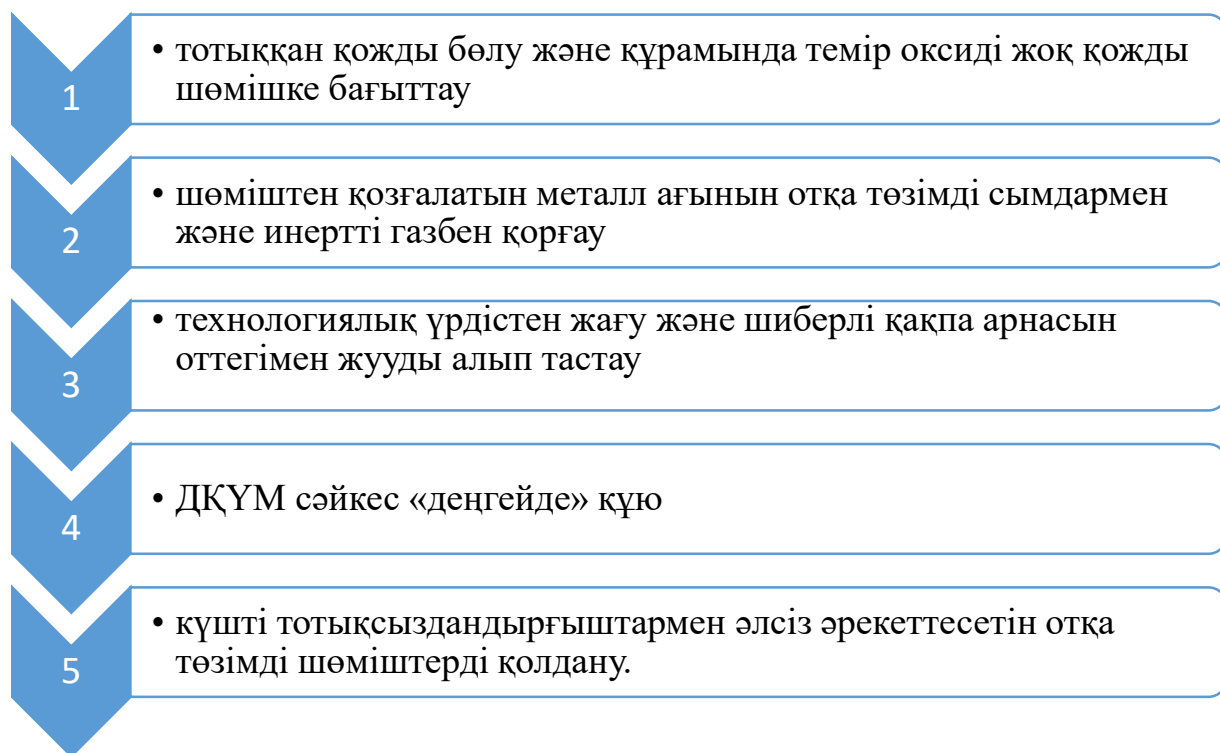 1
• тотыққан қожды бөлу және құрамында темір оксиді жоқ қожды
шөмішке бағыттау
2
• шөміштен қозғалатын металл ағынын отқа төзімді сымдармен
және инертті газбен қорғау
3
• технологиялық үрдістен жағу және шиберлі қақпа арнасын
оттегімен жууды алып тастау
4
• ДҚҮМ сәйкес «деңгейде» құю
5
• күшті тотықсыздандырғыштармен әлсіз әрекеттесетін отқа
төзімді шөміштерді қолдану.